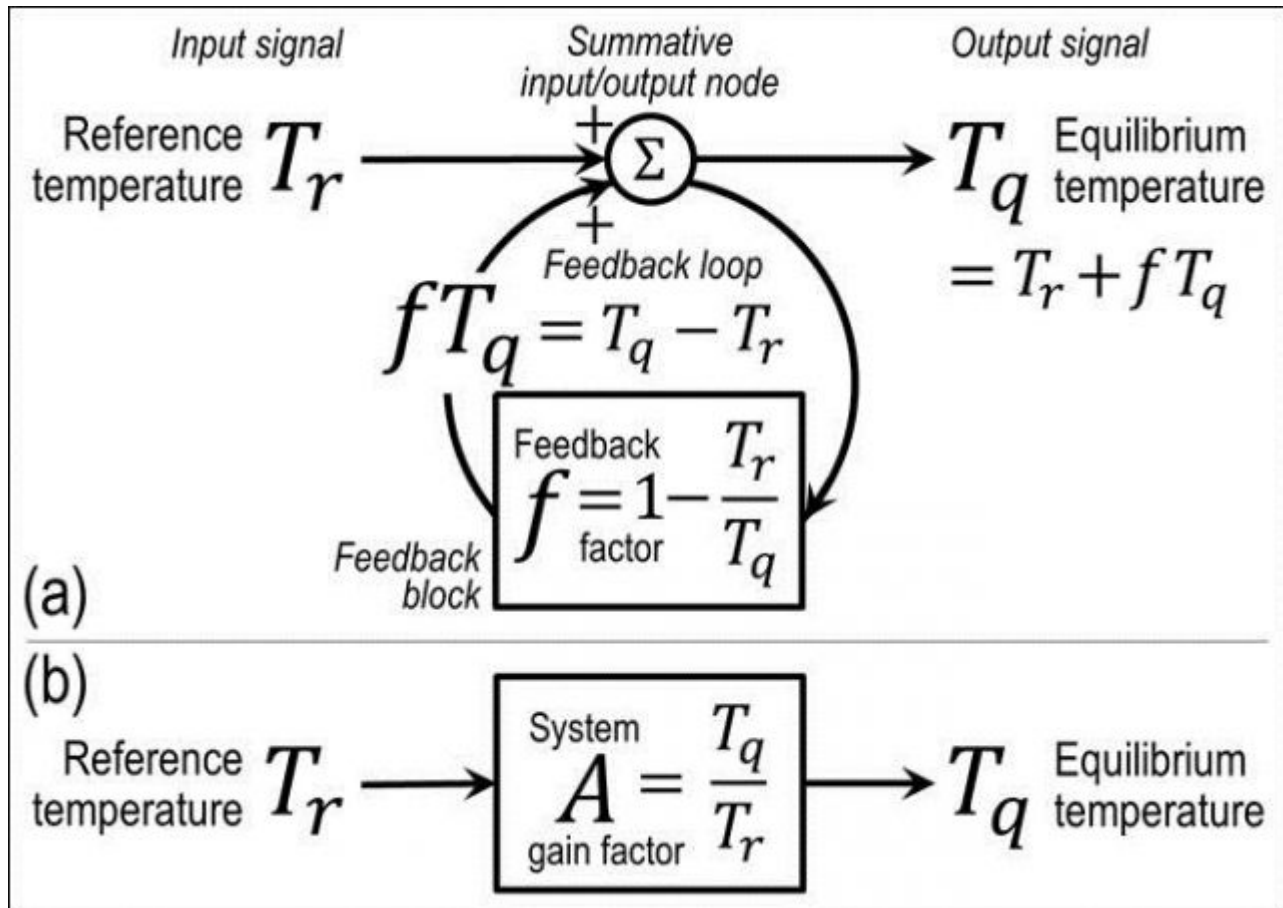 Input signal
Summative
input/output node
Output signal
Reference
temperature T_r
+
Σ
T_q Equilibrium
temperature
= T_r + f T_q
+
Feedback loop
f T_q = T_q − T_r
Feedback
f = 1 − T_r / T_q
factor
Feedback
block
(a)
(b)
Reference
temperature T_r
System
A = T_q / T_r
gain factor
T_q Equilibrium
temperature